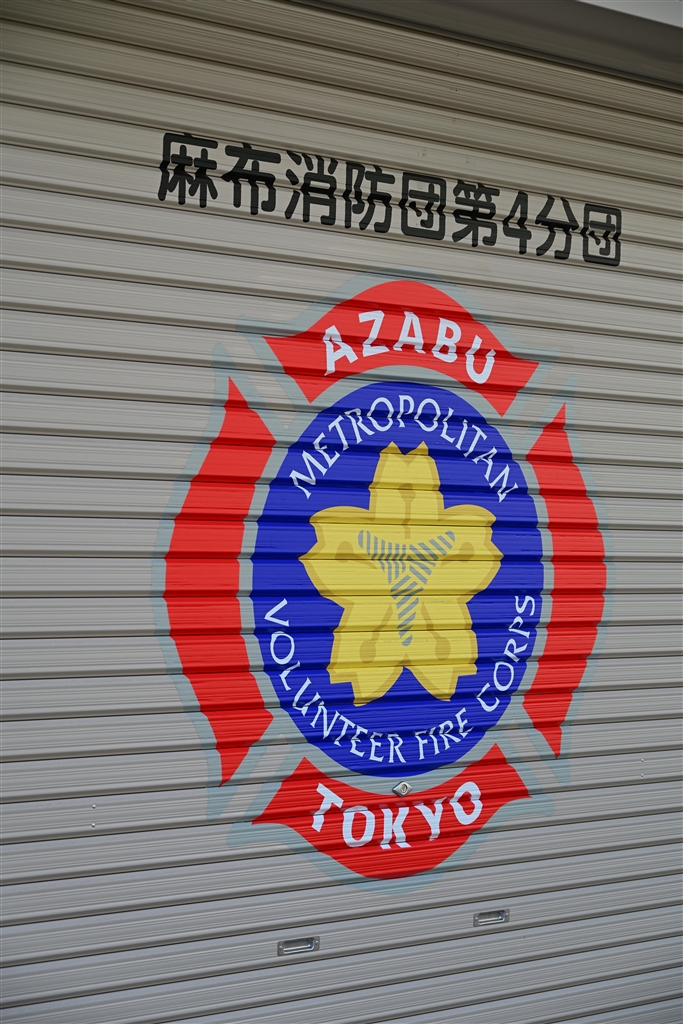 麻布消防団第4分団
AZABU
METROPOLITAN
VOLUNTEER FIRE CORPS
TOKYO